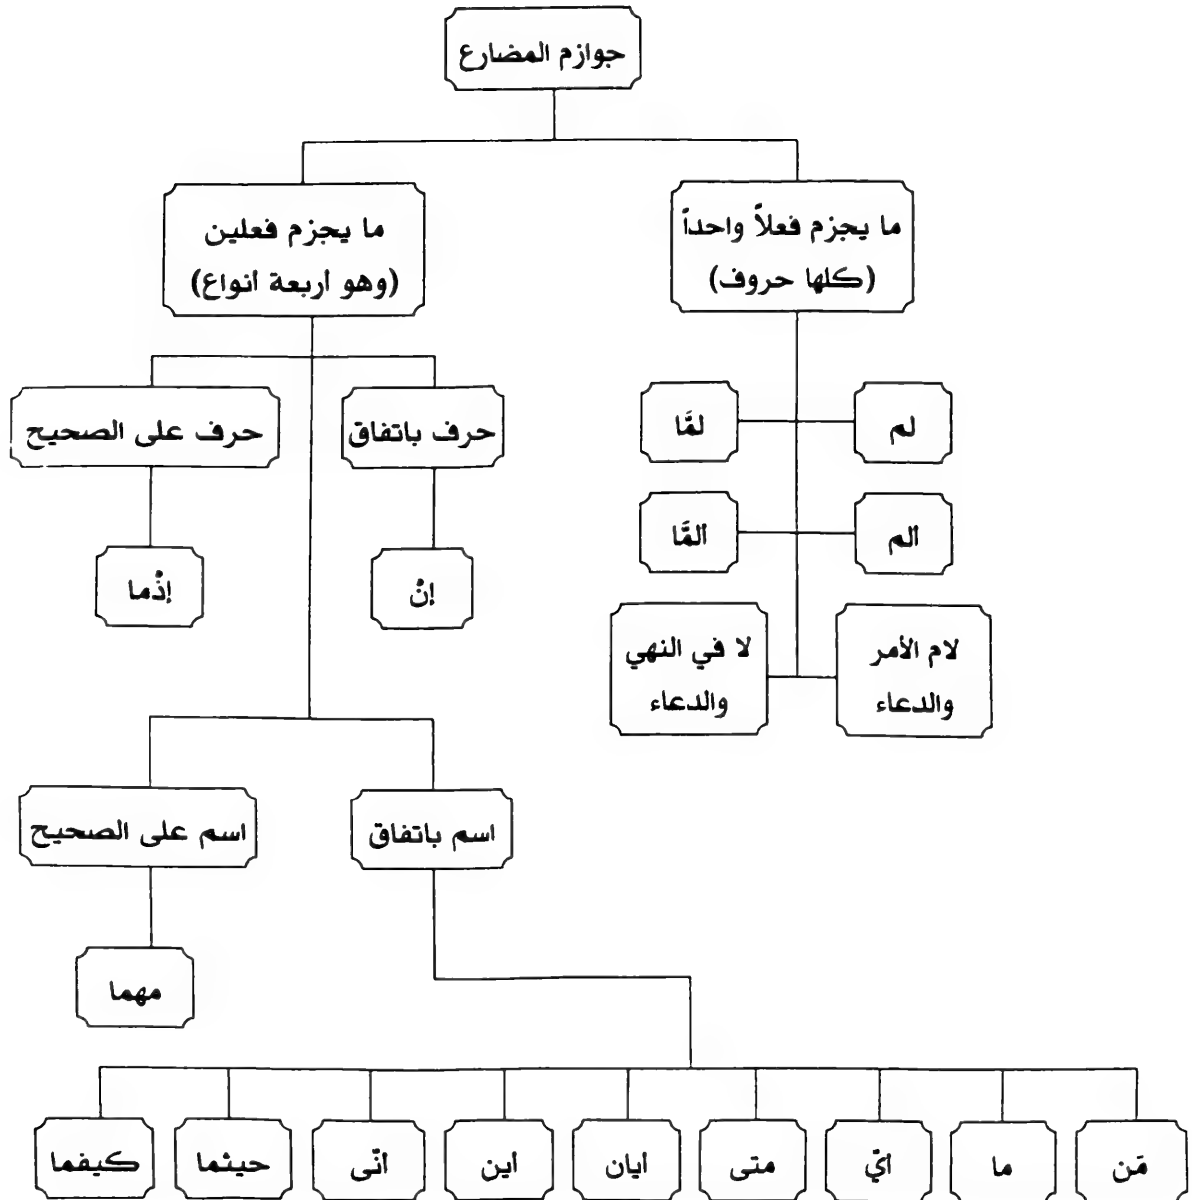 جوازم المضارع
ما يجزم فعلاً واحداً
(كلها حروف)
ما يجزم فعلين
(وهو اربعة انواع)
لم
لمَّا
الم
المَّا
لام الأمر
والدعاء
لا في النهي
والدعاء
حرف باتفاق
حرف على الصحيح
إنْ
إذْما
اسم باتفاق
اسم على الصحيح
مهما
مَن
ما
ايّ
متى
ايان
اين
انّى
حيثما
كيفما